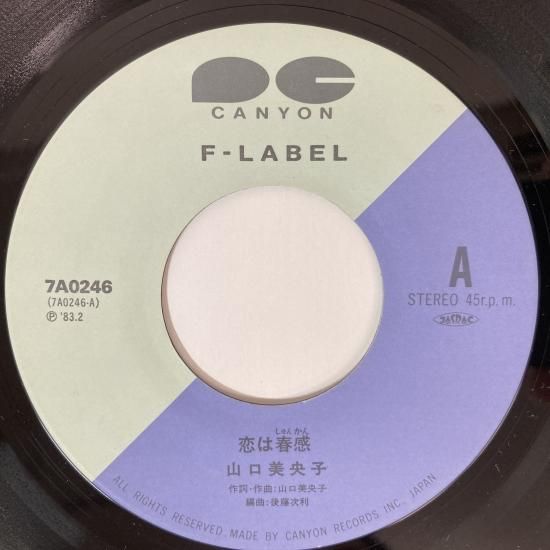 CANYON
F-LABEL
7A0246
(7A0246-A)
Ⓟ '83.2
A
STEREO 45r.p.m.
JASRAC
しゅんかん
恋は春感
山口美央子
作詞・作曲:山口美央子
編曲:後藤次利
ALL RIGHTS RESERVED. MADE BY CANYON RECORDS INC., JAPAN